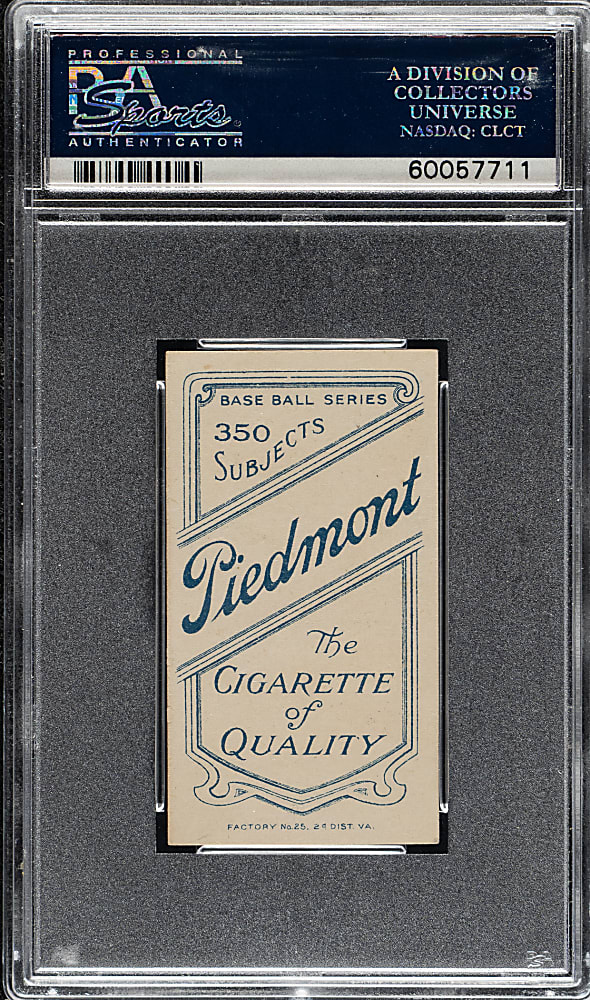 PROFESSIONAL
PSA
Sports
AUTHENTICATOR
A DIVISION OF
COLLECTORS
UNIVERSE
NASDAQ: CLCT
60057711
BASE BALL SERIES
350
SUBJECTS
Piedmont
The
CIGARETTE
of
QUALITY
FACTORY No.25, 2d DIST. VA.